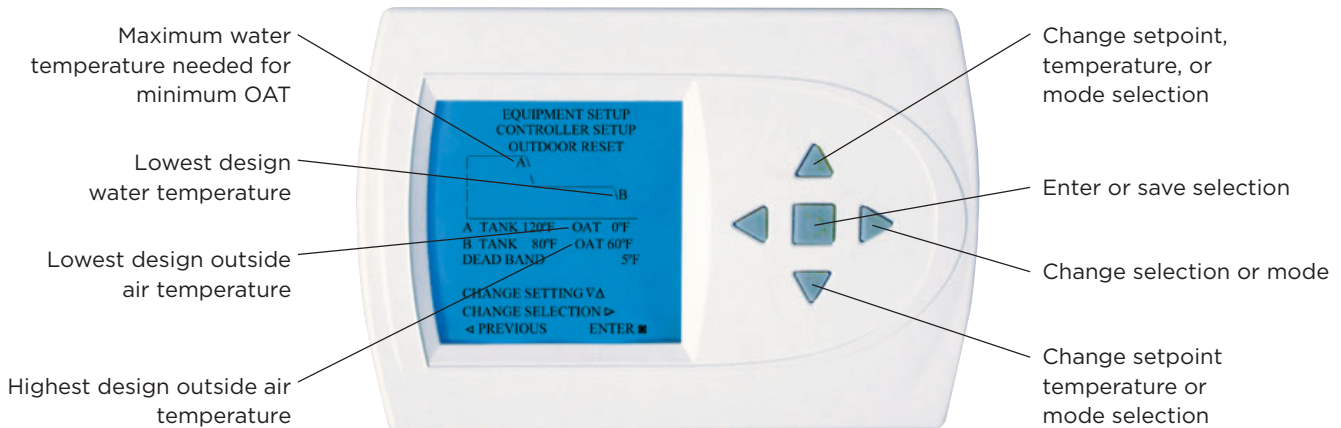 Maximum water
temperature needed for
minimum OAT
Lowest design
water temperature
Lowest design outside
air temperature
Highest design outside air
temperature
EQUIPMENT SETUP
CONTROLLER SETUP
OUTDOOR RESET
A
B
A TANK 120°F OAT 0°F
B TANK 80°F OAT 60°F
DEAD BAND 5°F
CHANGE SETTING ∇∆
CHANGE SELECTION ▷
◁ PREVIOUS ENTER ◙
Change setpoint,
temperature, or
mode selection
Enter or save selection
Change selection or mode
Change setpoint
temperature or
mode selection